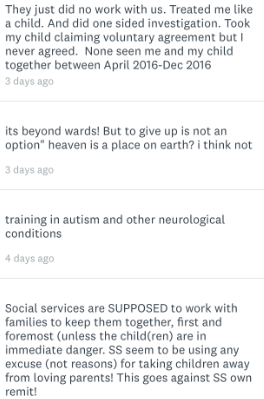 They just did no work with us. Treated me like
a child. And did one sided investigation. Took
my child claiming voluntary agreement but I
never agreed.  None seen me and my child
together between April 2016-Dec 2016
3 days ago
its beyond wards! But to give up is not an
option" heaven is a place on earth? i think not
3 days ago
training in autism and other neurological
conditions
4 days ago
Social services are SUPPOSED to work with
families to keep them together, first and
foremost (unless the child(ren) are in
immediate danger. SS seem to be using any
excuse (not reasons) for taking children away
from loving parents! This goes against SS own
remit!